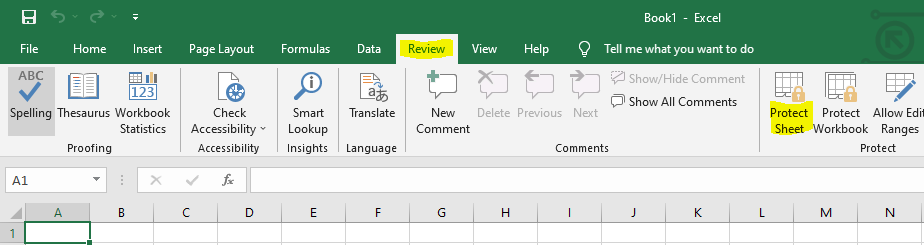 Book1 - Excel
File Home Insert Page Layout Formulas Data Review View Help Tell me what you want to do
ABC
Spelling Thesaurus Workbook Statistics Check Accessibility Smart Lookup Translate New Comment Delete Previous Next Show/Hide Comment
Show All Comments
Protect Sheet Protect Workbook Allow Edit Ranges
123
Proofing Accessibility Insights Language Comments Protect
A1 fx
A B C D E F G H I J K L M N
1